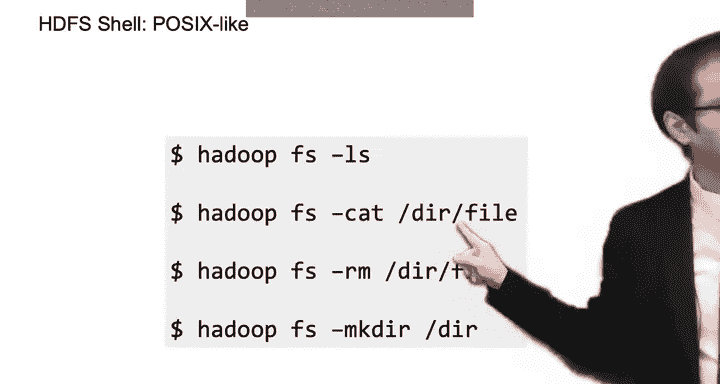 HDFS Shell: POSIX-like
$ hadoop fs –ls
$ hadoop fs –cat /dir/file
$ hadoop fs –rm /dir/f
$ hadoop fs –mkdir /dir